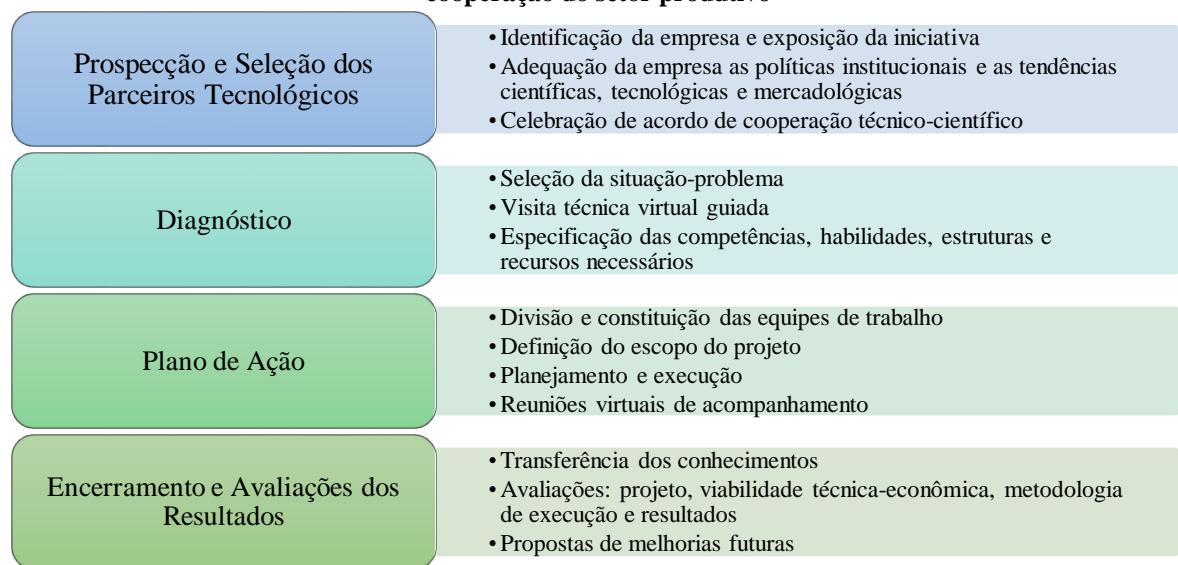 cooperação do setor produtivo
Prospecção e Seleção dos
Parceiros Tecnológicos
• Identificação da empresa e exposição da iniciativa
• Adequação da empresa as políticas institucionais e as tendências
científicas, tecnológicas e mercadológicas
• Celebração de acordo de cooperação técnico-científico
Diagnóstico
• Seleção da situação-problema
• Visita técnica virtual guiada
• Especificação das competências, habilidades, estruturas e
recursos necessários
Plano de Ação
• Divisão e constituição das equipes de trabalho
• Definição do escopo do projeto
• Planejamento e execução
• Reuniões virtuais de acompanhamento
Encerramento e Avaliações dos
Resultados
• Transferência dos conhecimentos
• Avaliações: projeto, viabilidade técnica-econômica, metodologia
de execução e resultados
• Propostas de melhorias futuras